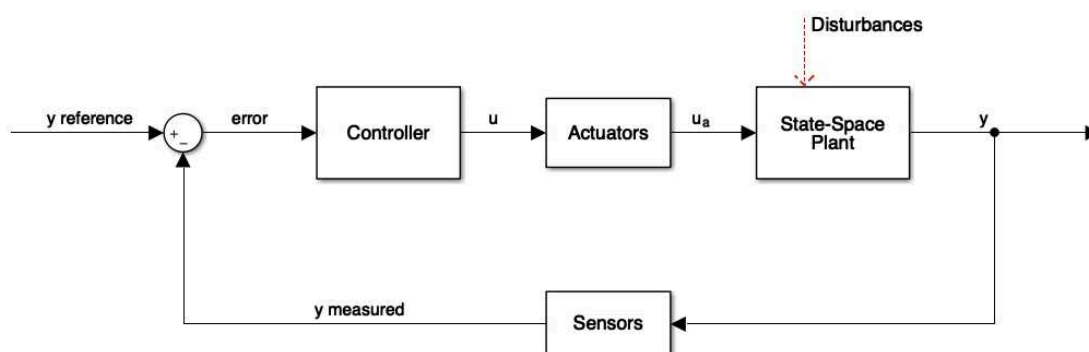 Disturbances
y reference
+
−
error
Controller
u
Actuators
uₐ
State-Space
Plant
y
y measured
Sensors